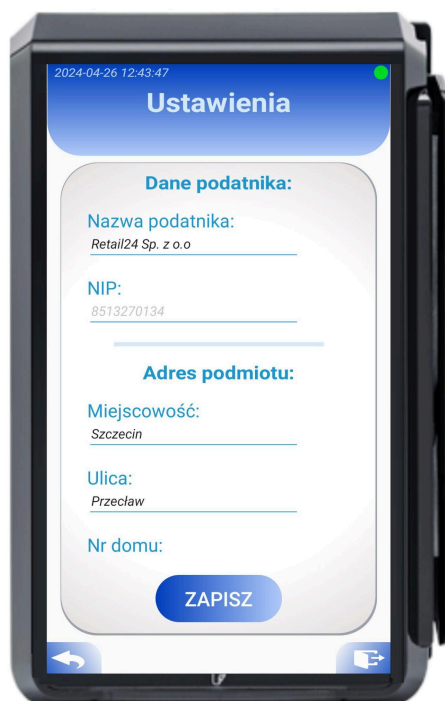 2024-04-26 12:43:47
Ustawienia
Dane podatnika:
Nazwa podatnika:
Retail24 Sp. z o.o
NIP:
8513270134
Adres podmiotu:
Miejscowość:
Szczecin
Ulica:
Przecław
Nr domu:
ZAPISZ